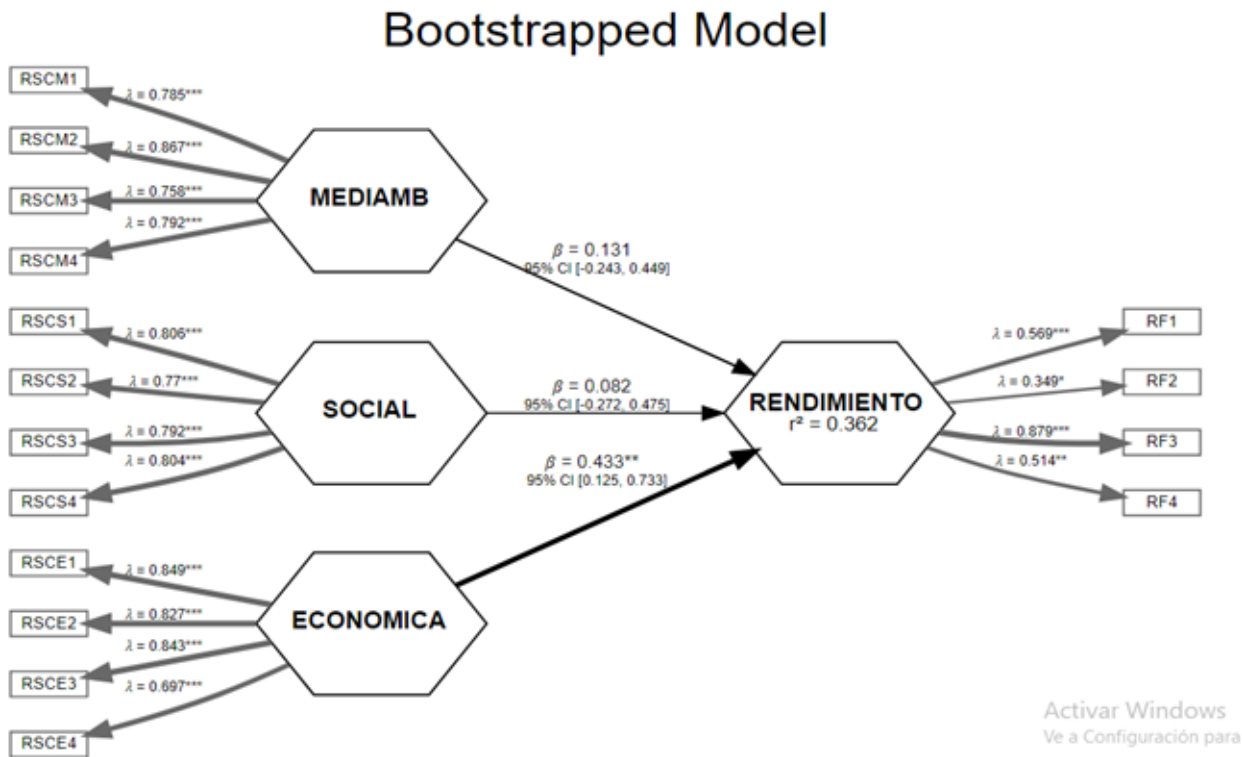 Bootstrapped Model
RSCM1
λ = 0.785***
RSCM2
λ = 0.867***
RSCM3
λ = 0.758***
RSCM4
λ = 0.792***
MEDIAMB
β = 0.131
95% CI [-0.243, 0.449]
RSCS1
λ = 0.806***
RSCS2
λ = 0.77***
RSCS3
λ = 0.792***
RSCS4
λ = 0.804***
SOCIAL
β = 0.082
95% CI [-0.272, 0.475]
RSCE1
λ = 0.849***
RSCE2
λ = 0.827***
RSCE3
λ = 0.843***
RSCE4
λ = 0.697***
ECONOMICA
β = 0.433**
95% CI [0.125, 0.733]
RENDIMIENTO
r² = 0.362
λ = 0.569***
RF1
λ = 0.349*
RF2
λ = 0.879***
RF3
λ = 0.514**
RF4
Activar Windows
Ve a Configuración para